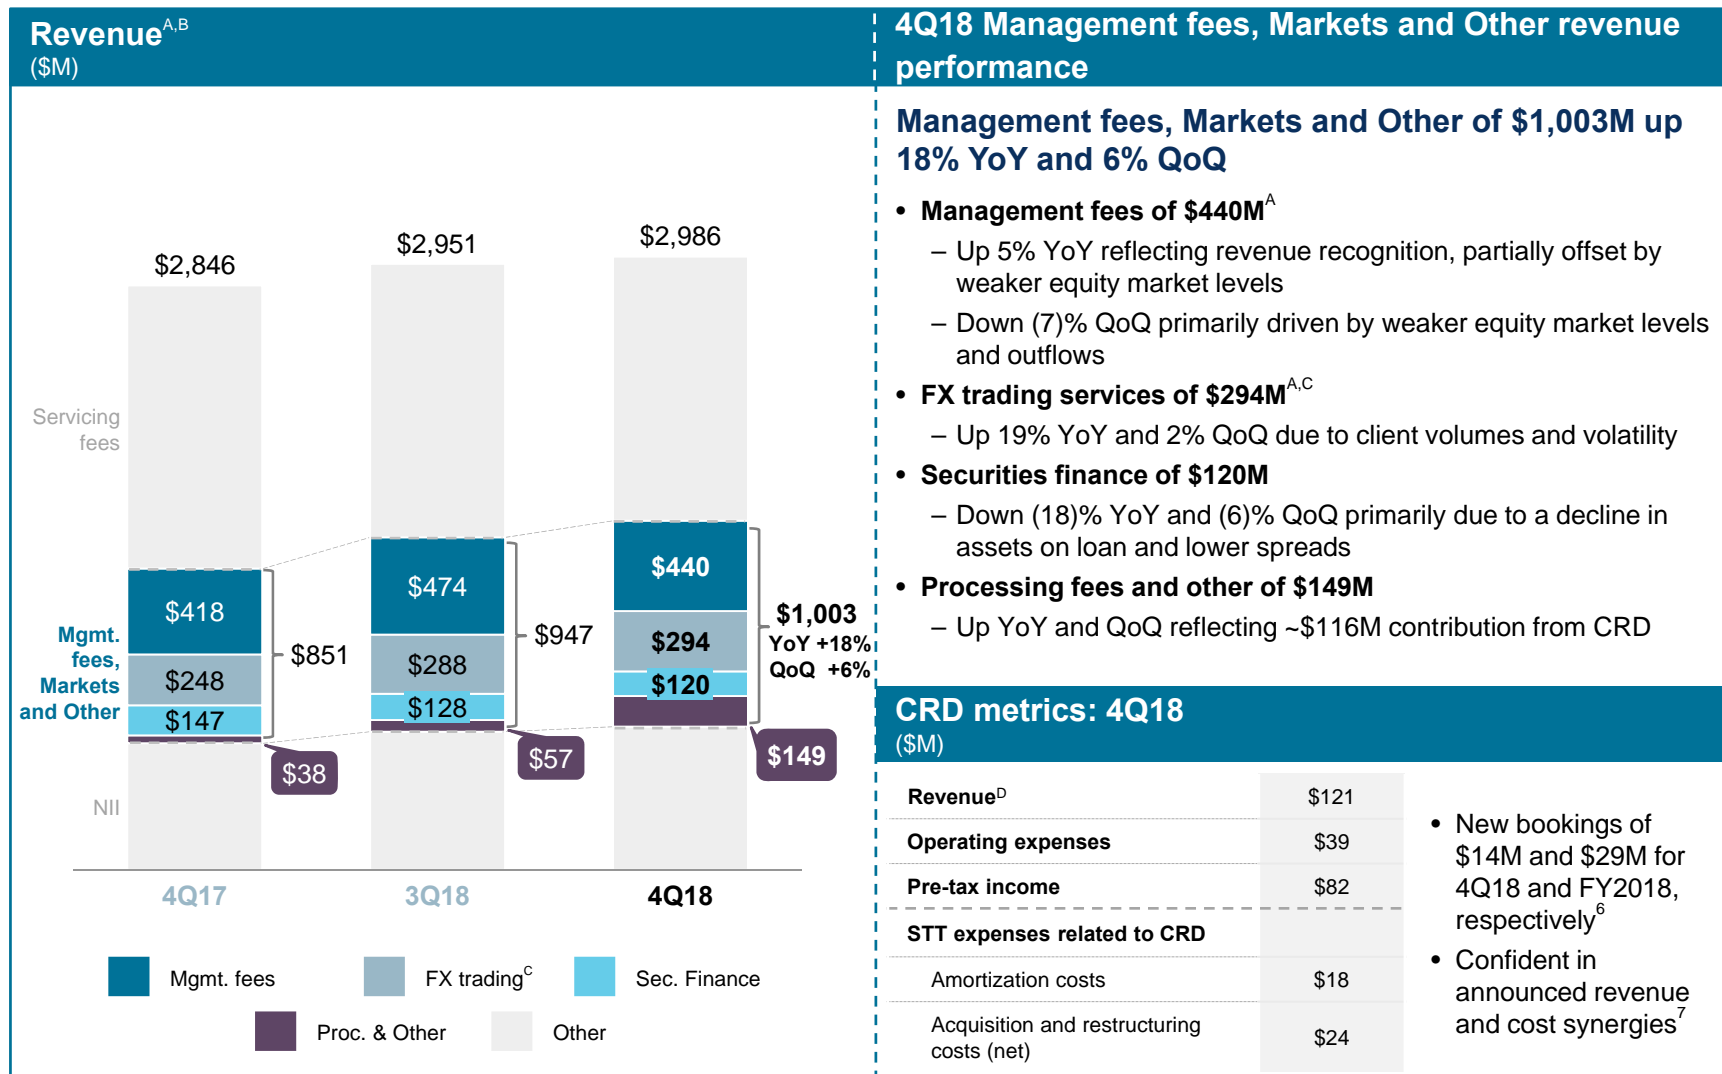 Revenue^A,B
($M)
$2,846
$2,951
$2,986
Servicing
fees
Mgmt.
fees,
Markets
and Other
NII
$418
$248
$147
$38
$851
$474
$288
$128
$57
$947
$440
$294
$120
$149
$1,003
YoY +18%
QoQ +6%
4Q17
3Q18
4Q18
Mgmt. fees
FX trading^C
Sec. Finance
Proc. & Other
Other
4Q18 Management fees, Markets and Other revenue
performance
Management fees, Markets and Other of $1,003M up
18% YoY and 6% QoQ
• Management fees of $440M^A
– Up 5% YoY reflecting revenue recognition, partially offset by
weaker equity market levels
– Down (7)% QoQ primarily driven by weaker equity market levels
and outflows
• FX trading services of $294M^A,C
– Up 19% YoY and 2% QoQ due to client volumes and volatility
• Securities finance of $120M
– Down (18)% YoY and (6)% QoQ primarily due to a decline in
assets on loan and lower spreads
• Processing fees and other of $149M
– Up YoY and QoQ reflecting ~$116M contribution from CRD
CRD metrics: 4Q18
($M)
Revenue^D $121
Operating expenses $39
Pre-tax income $82
STT expenses related to CRD
Amortization costs $18
Acquisition and restructuring
costs (net) $24
• New bookings of
$14M and $29M for
4Q18 and FY2018,
respectively^6
• Confident in
announced revenue
and cost synergies^7